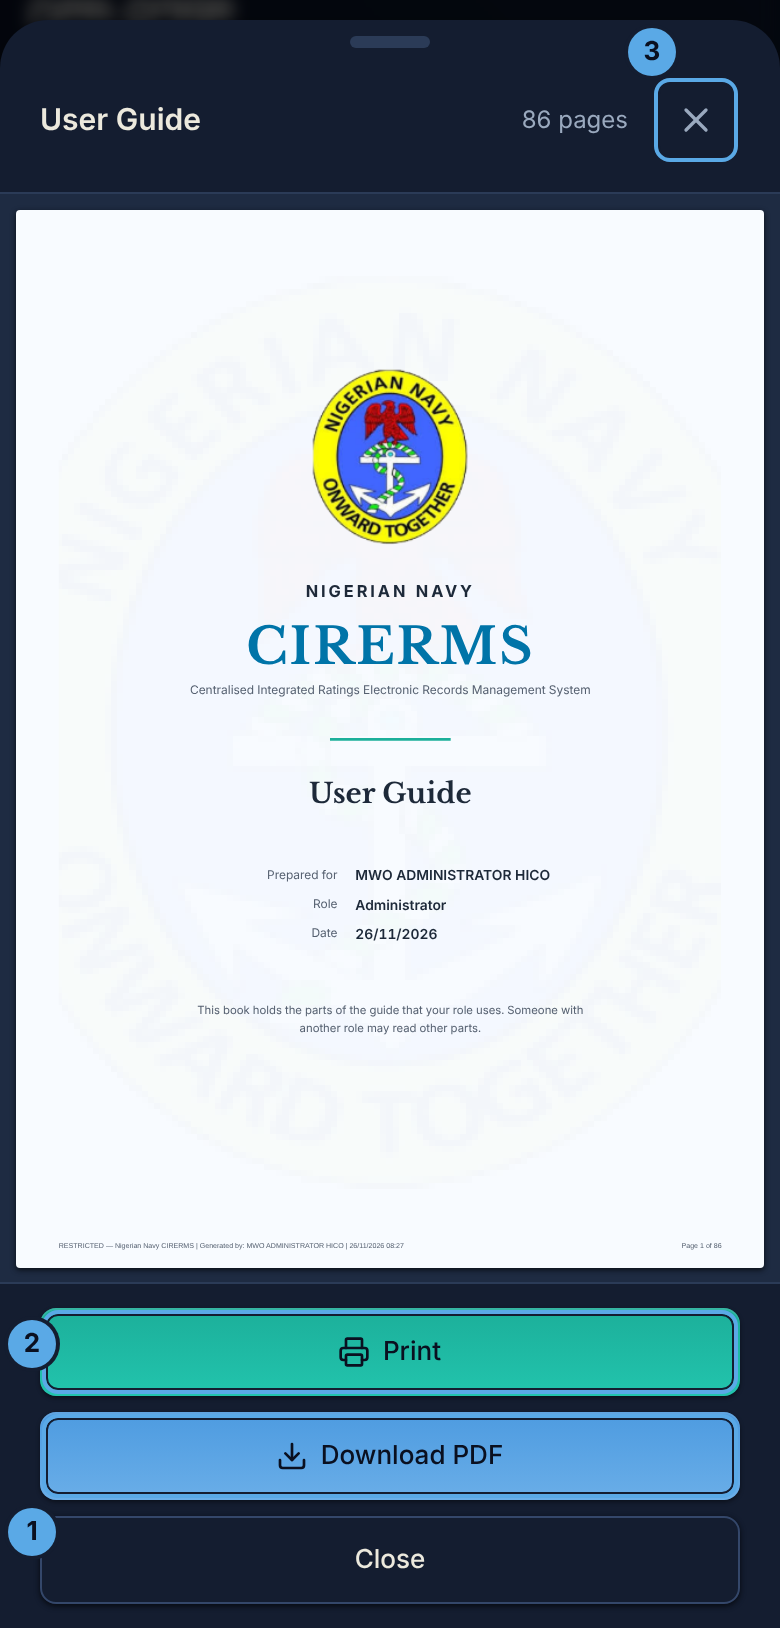 3
User Guide
86 pages
NIGERIAN NAVY
ONWARD TOGETHER
NIGERIAN NAVY
CIRERMS
Centralised Integrated Ratings Electronic Records Management System
User Guide
Prepared for MWO ADMINISTRATOR HICO
Role Administrator
Date 26/11/2026
This book holds the parts of the guide that your role uses. Someone with
another role may read other parts.
NIGERIAN NAVY
ONWARD TOGETHER
RESTRICTED — Nigerian Navy CIRERMS | Generated by: MWO ADMINISTRATOR HICO | 26/11/2026 08:27
Page 1 of 86
2
Print
Download PDF
1
Close